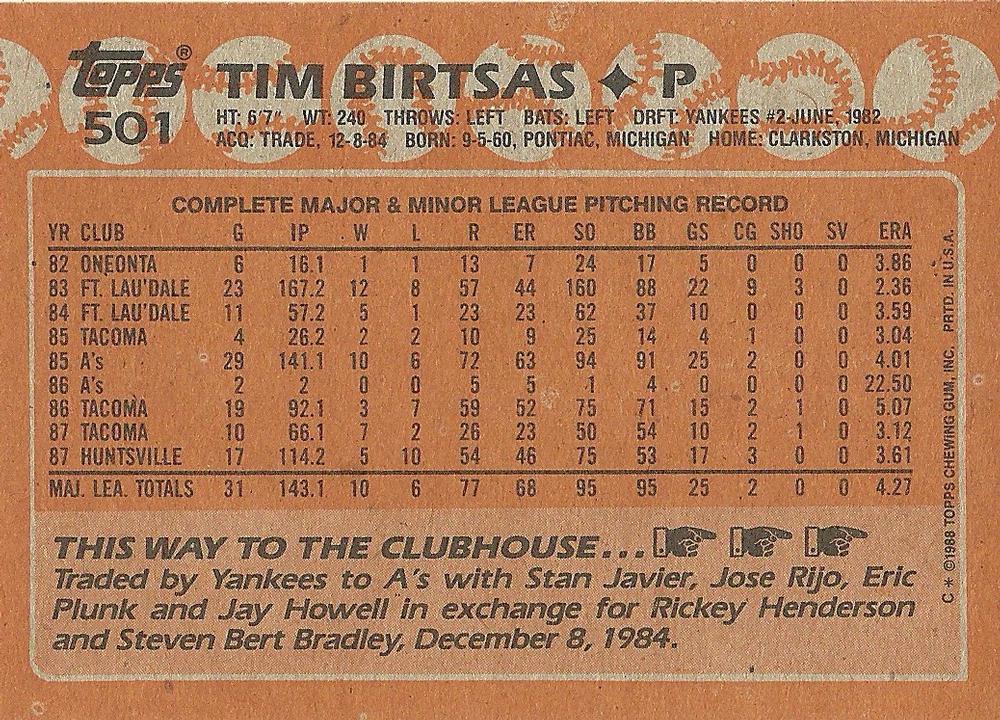 Topps® TIM BIRTSAS ✦ P
501 HT: 6'7" WT: 240 THROWS: LEFT BATS: LEFT DRFT: YANKEES #2-JUNE, 1982
ACQ: TRADE, 12-8-84 BORN: 9-5-60, PONTIAC, MICHIGAN HOME: CLARKSTON, MICHIGAN
COMPLETE MAJOR & MINOR LEAGUE PITCHING RECORD
YR CLUB G IP W L R ER SO BB GS CG SHO SV ERA
82 ONEONTA 6 16.1 1 1 13 7 24 17 5 0 0 0 3.86
83 FT. LAU'DALE 23 167.2 12 8 57 44 160 88 22 9 3 0 2.36
84 FT. LAU'DALE 11 57.2 5 1 23 23 62 37 10 0 0 0 3.59
85 TACOMA 4 26.2 2 2 10 9 25 14 4 1 0 0 3.04
85 A's 29 141.1 10 6 72 63 94 91 25 2 0 0 4.01
86 A's 2 2 0 0 5 5 1 4 0 0 0 0 22.50
86 TACOMA 19 92.1 3 7 59 52 75 71 15 2 1 0 5.07
87 TACOMA 10 66.1 7 2 26 23 50 54 10 2 1 0 3.12
87 HUNTSVILLE 17 114.2 5 10 54 46 75 53 17 3 0 0 3.61
MAJ. LEA. TOTALS 31 143.1 10 6 77 68 95 95 25 2 0 0 4.27
THIS WAY TO THE CLUBHOUSE...
Traded by Yankees to A's with Stan Javier, Jose Rijo, Eric
Plunk and Jay Howell in exchange for Rickey Henderson
and Steven Bert Bradley, December 8, 1984.
C * ©1988 TOPPS CHEWING GUM, INC. PRTD. IN U.S.A.